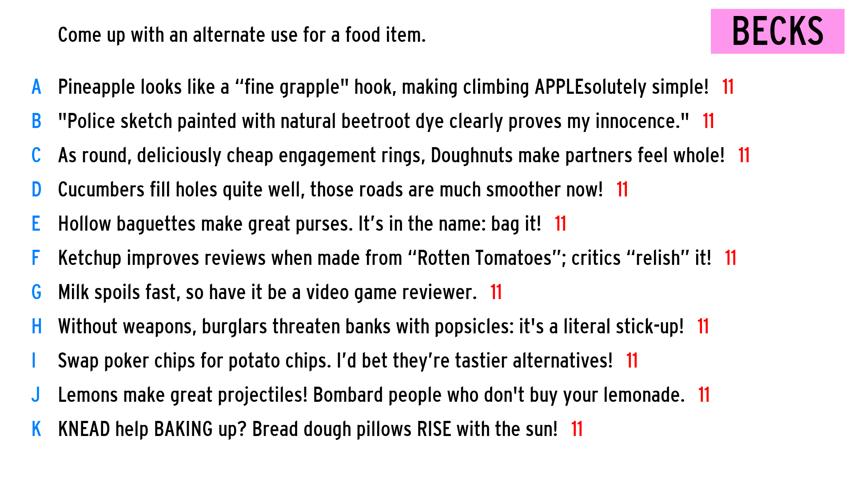 Come up with an alternate use for a food item.
BECKS
A Pineapple looks like a “fine grapple" hook, making climbing APPLEsolutely simple! 11
B "Police sketch painted with natural beetroot dye clearly proves my innocence." 11
C As round, deliciously cheap engagement rings, Doughnuts make partners feel whole! 11
D Cucumbers fill holes quite well, those roads are much smoother now! 11
E Hollow baguettes make great purses. It’s in the name: bag it! 11
F Ketchup improves reviews when made from “Rotten Tomatoes”; critics “relish” it! 11
G Milk spoils fast, so have it be a video game reviewer. 11
H Without weapons, burglars threaten banks with popsicles: it's a literal stick-up! 11
I Swap poker chips for potato chips. I’d bet they’re tastier alternatives! 11
J Lemons make great projectiles! Bombard people who don't buy your lemonade. 11
K KNEAD help BAKING up? Bread dough pillows RISE with the sun! 11